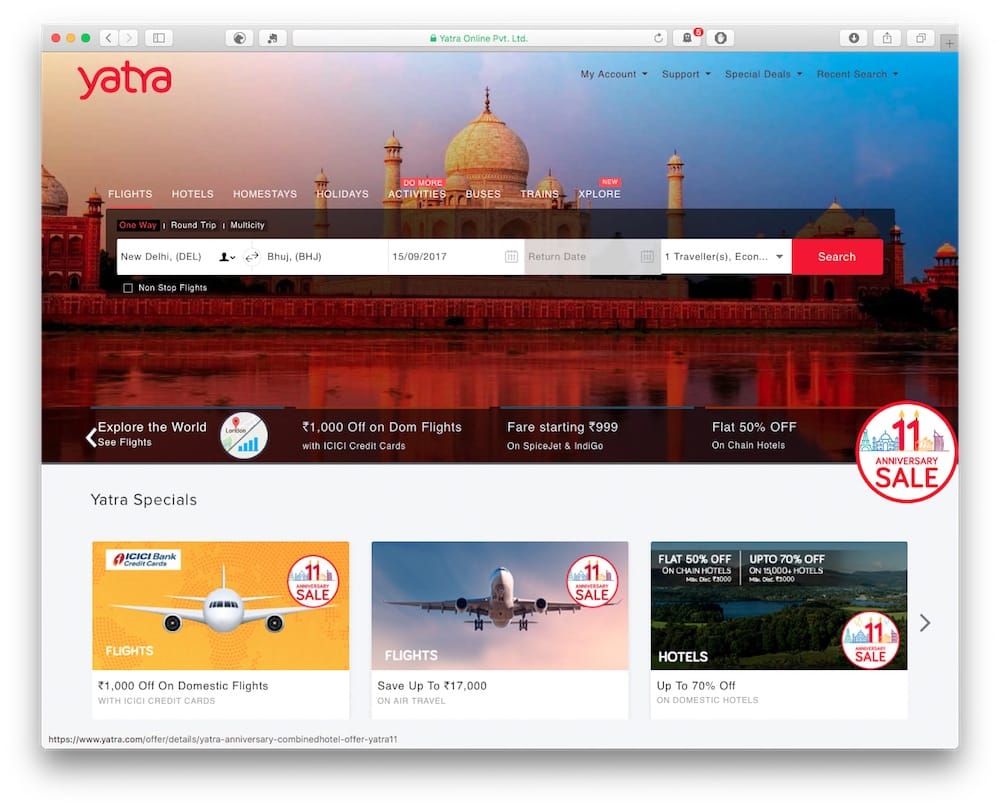 Yatra Online Pvt. Ltd.
5
yatra
My Account Support Special Deals Recent Search
DO MORE NEW
FLIGHTS HOTELS HOMESTAYS HOLIDAYS ACTIVITIES BUSES TRAINS XPLORE
One Way Round Trip Multicity
New Delhi, (DEL) Bhuj, (BHJ) 15/09/2017 Return Date 1 Traveller(s), Econ... Search
Non Stop Flights
Explore the World
See Flights
London
₹1,000 Off on Dom Flights
with ICICI Credit Cards
Fare starting ₹999
On SpiceJet & IndiGo
Flat 50% OFF
On Chain Hotels
11
ANNIVERSARY
SALE
Yatra Specials
ICICI Bank
Credit Cards
11
ANNIVERSARY
SALE
FLIGHTS
₹1,000 Off On Domestic Flights
WITH ICICI CREDIT CARDS
11
ANNIVERSARY
SALE
FLIGHTS
Save Up To ₹17,000
ON AIR TRAVEL
FLAT 50% OFF
ON CHAIN HOTELS
Max. Disc. ₹3000
UPTO 70% OFF
ON 15,000+ HOTELS
Max. Disc. ₹3000
11
ANNIVERSARY
SALE
HOTELS
Up To 70% Off
ON DOMESTIC HOTELS
https://www.yatra.com/offer/details/yatra-anniversary-combinedhotel-offer-yatra11